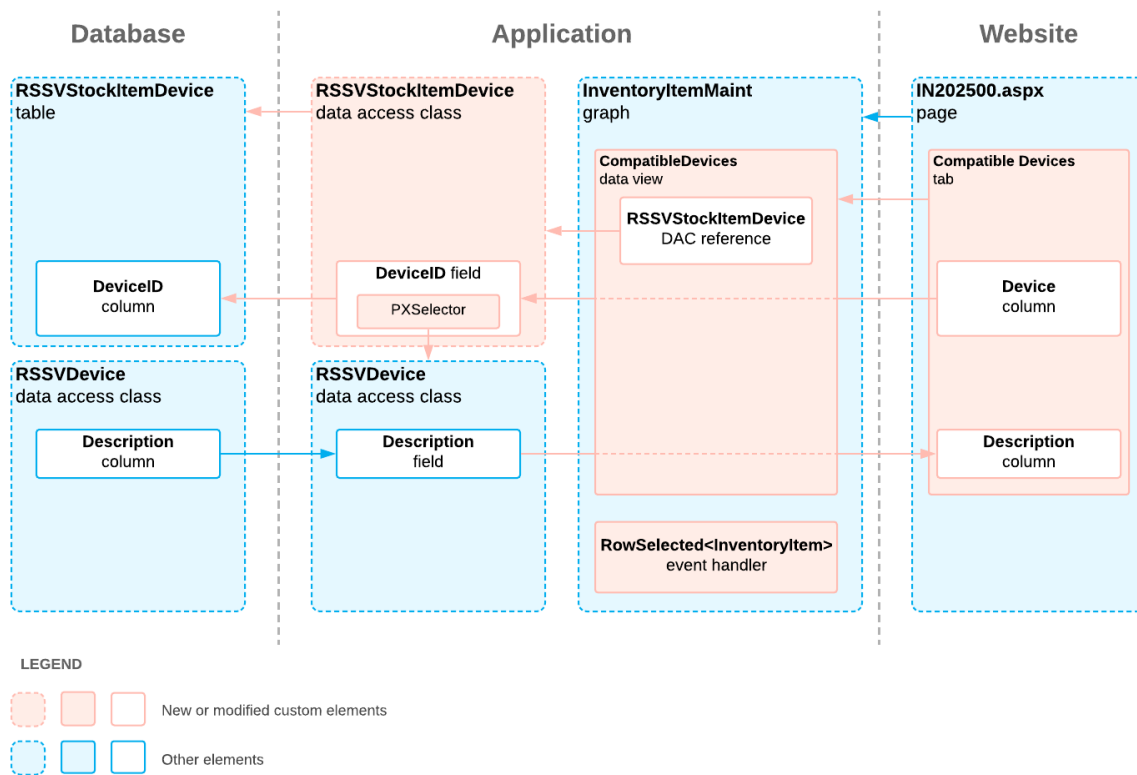 Database
Application
Website
RSSVStockItemDevice
table
DeviceID
column
RSSVDevice
data access class
Description
column
RSSVStockItemDevice
data access class
DeviceID field
PXSelector
RSSVDevice
data access class
Description
field
InventoryItemMaint
graph
CompatibleDevices
data view
RSSVStockItemDevice
DAC reference
RowSelected<InventoryItem>
event handler
IN202500.aspx
page
Compatible Devices
tab
Device
column
Description
column
LEGEND
New or modified custom elements
Other elements